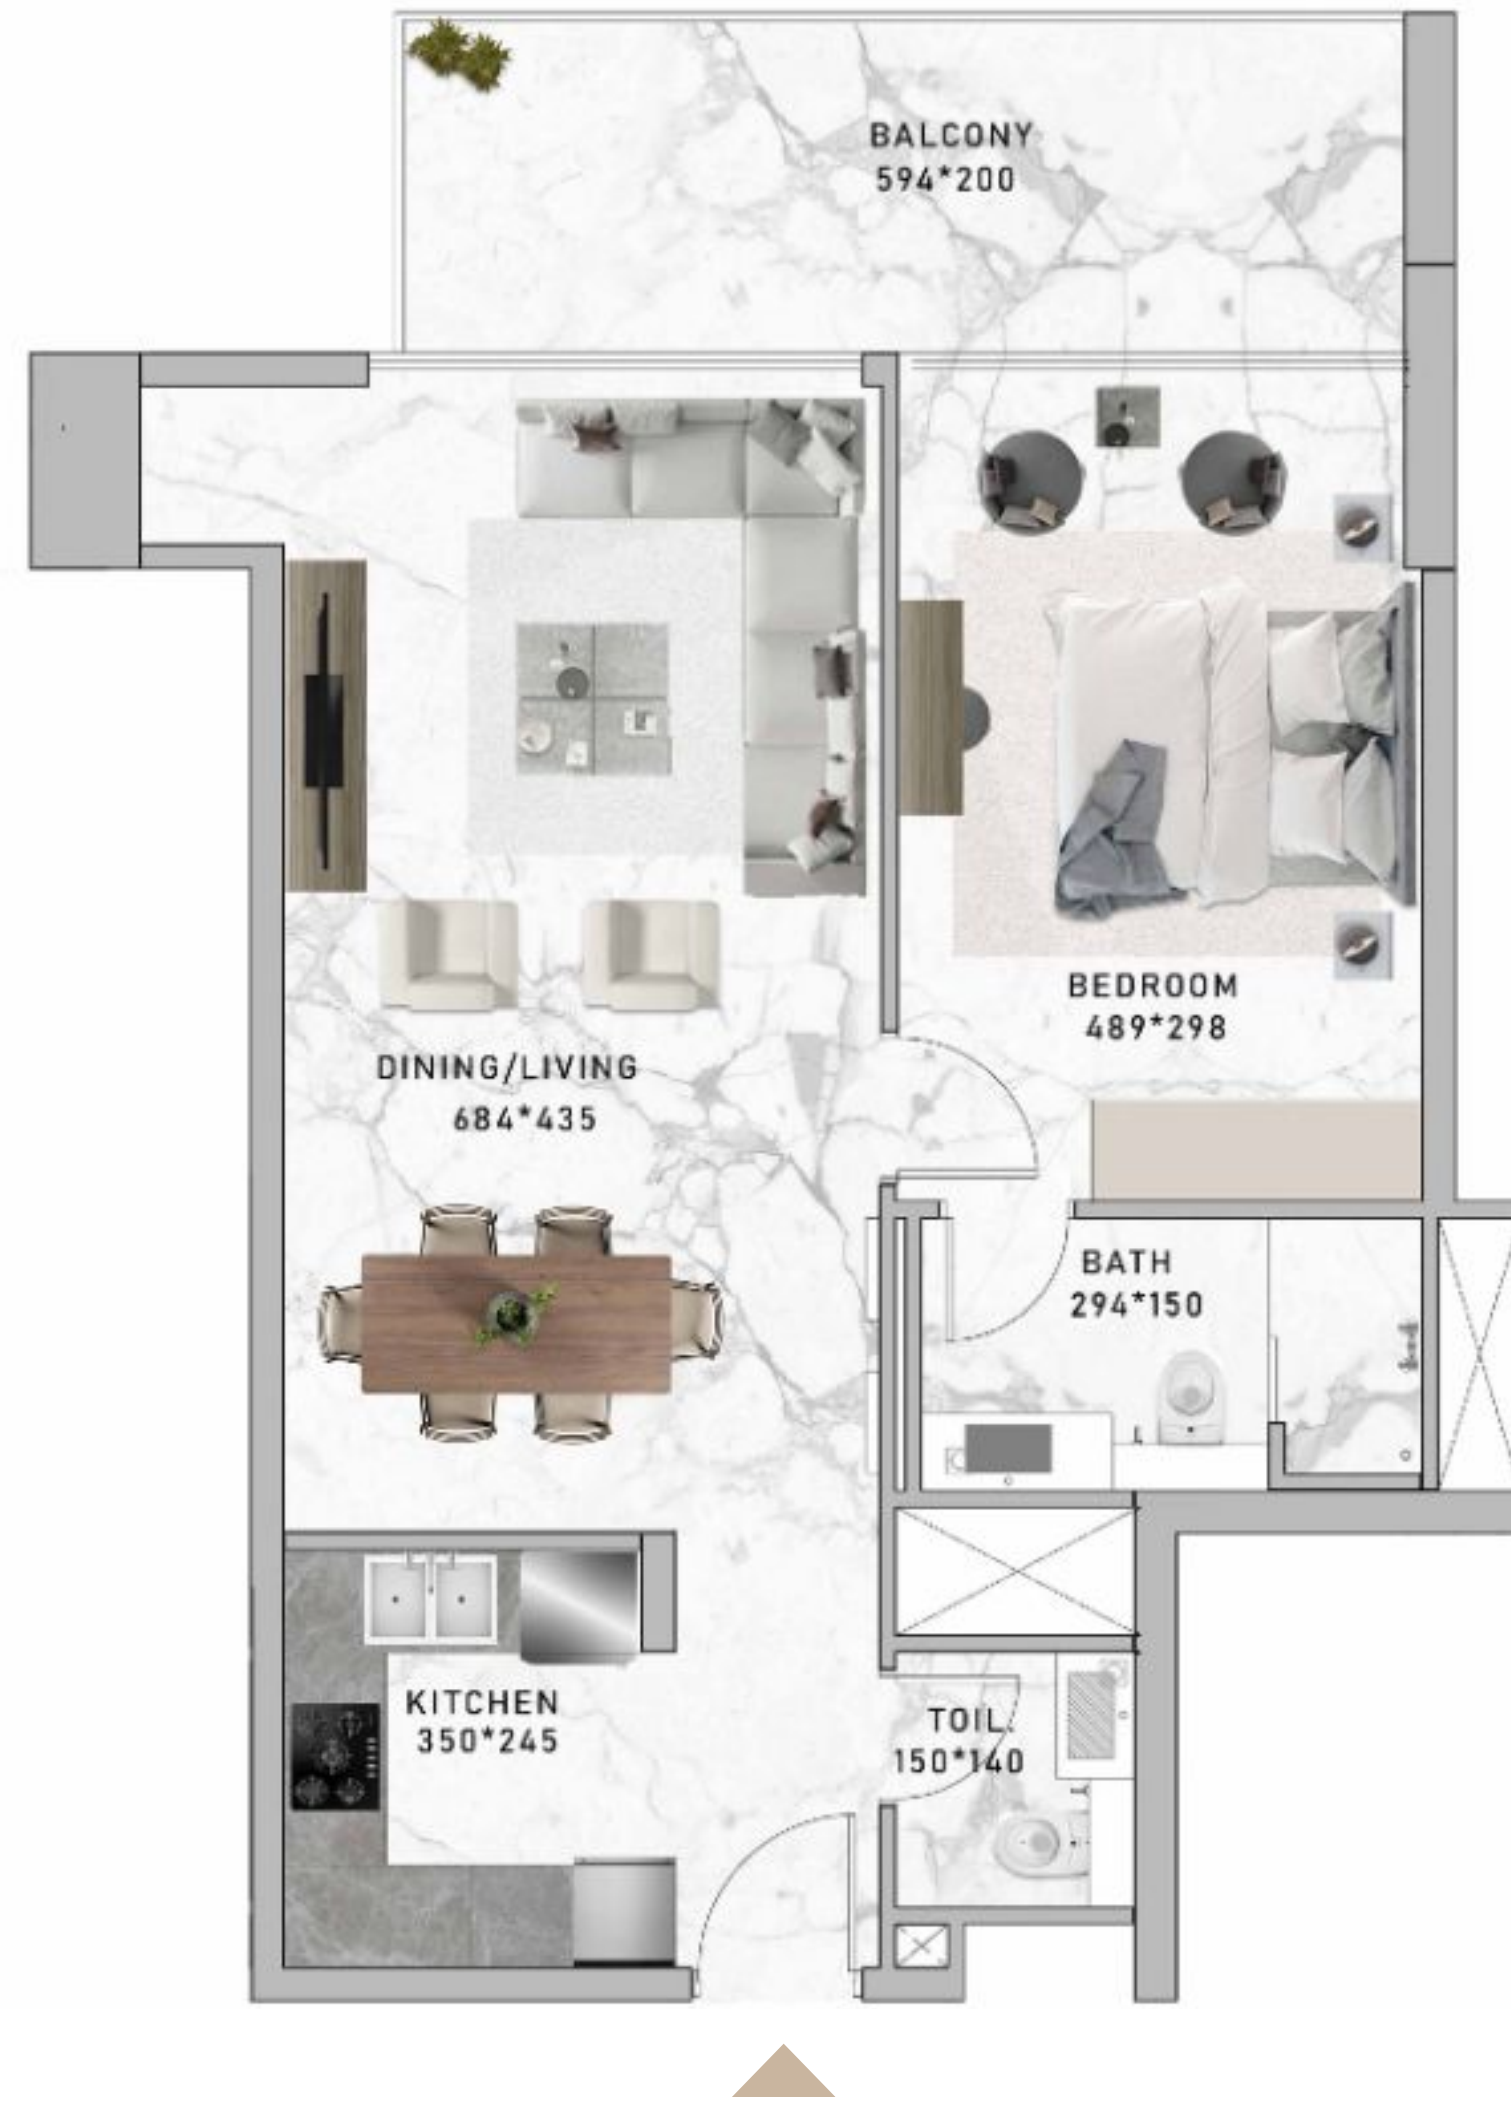 BALCONY
594*200
BEDROOM
489*298
DINING/LIVING
684*435
BATH
294*150
KITCHEN
350*245
TOIL.
150*140